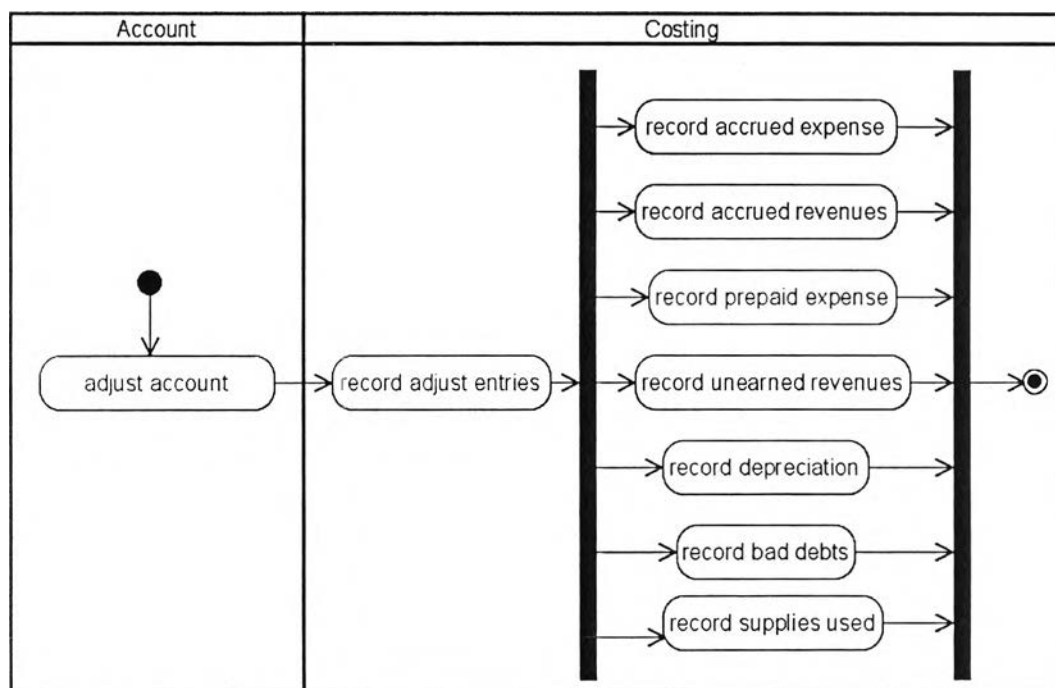 Account
Costing
adjust account
record adjust entries
record accrued expense
record accrued revenues
record prepaid expense
record unearned revenues
record depreciation
record bad debts
record supplies used